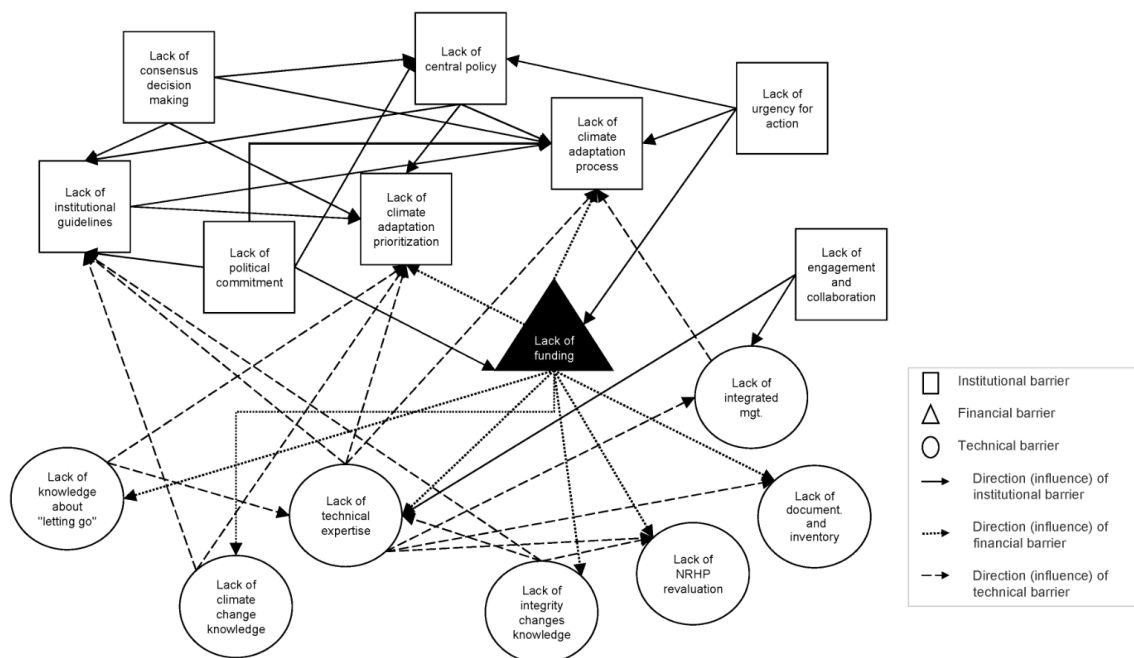 Lack of
consensus
decision
making
Lack of
central policy
Lack of
urgency for
action
Lack of
climate
adaptation
process
Lack of
institutional
guidelines
Lack of
climate
adaptation
prioritization
Lack of
political
commitment
Lack of
engagement
and
collaboration
Lack of
funding
Lack of
integrated
mgt.
Lack of
knowledge
about
"letting go"
Lack of
technical
expertise
Lack of
document.
and
inventory
Lack of
climate
change
knowledge
Lack of
integrity
changes
knowledge
Lack of
NRHP
revaluation
Institutional barrier
Financial barrier
Technical barrier
Direction (influence) of
institutional barrier
Direction (influence) of
financial barrier
Direction (influence) of
technical barrier